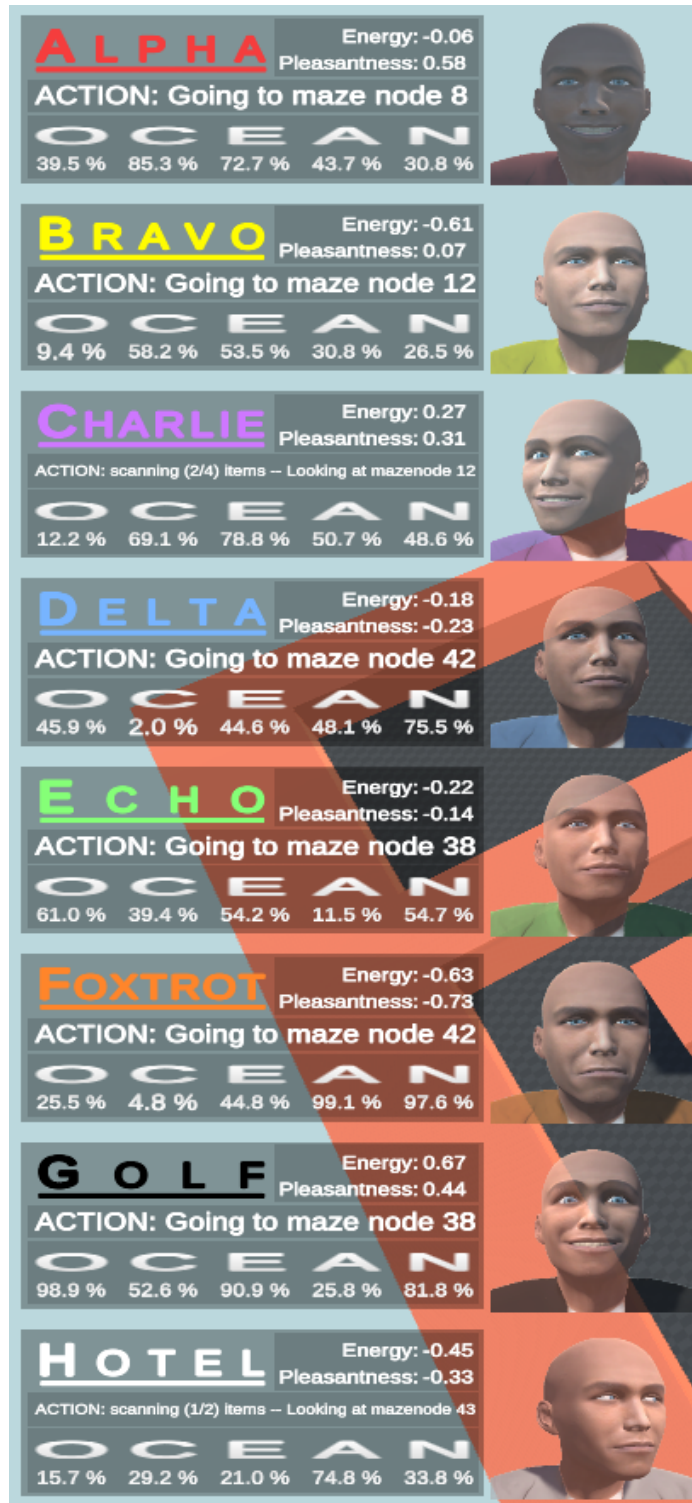 ALPHA
Energy: -0.06
Pleasantness: 0.58
ACTION: Going to maze node 8
O C E A N
39.5 % 85.3 % 72.7 % 43.7 % 30.8 %
BRAVO
Energy: -0.61
Pleasantness: 0.07
ACTION: Going to maze node 12
O C E A N
9.4 % 58.2 % 53.5 % 30.8 % 26.5 %
CHARLIE
Energy: 0.27
Pleasantness: 0.31
ACTION: scanning (2/4) items -- Looking at mazenode 12
O C E A N
12.2 % 69.1 % 78.8 % 50.7 % 48.6 %
DELTA
Energy: -0.18
Pleasantness: -0.23
ACTION: Going to maze node 42
O C E A N
45.9 % 2.0 % 44.6 % 48.1 % 75.5 %
ECHO
Energy: -0.22
Pleasantness: -0.14
ACTION: Going to maze node 38
O C E A N
61.0 % 39.4 % 54.2 % 11.5 % 54.7 %
FOXTROT
Energy: -0.63
Pleasantness: -0.73
ACTION: Going to maze node 42
O C E A N
25.5 % 4.8 % 44.8 % 99.1 % 97.6 %
GOLF
Energy: 0.67
Pleasantness: 0.44
ACTION: Going to maze node 38
O C E A N
98.9 % 52.6 % 90.9 % 25.8 % 81.8 %
HOTEL
Energy: -0.45
Pleasantness: -0.33
ACTION: scanning (1/2) items -- Looking at mazenode 43
O C E A N
15.7 % 29.2 % 21.0 % 74.8 % 33.8 %